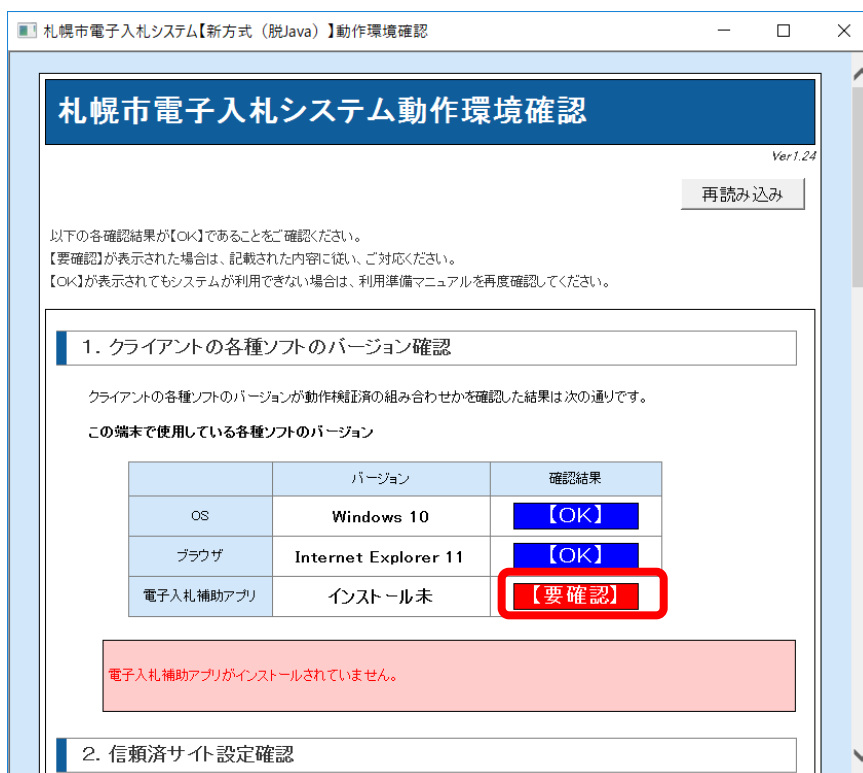 札幌市電子入札システム【新方式（脱Java）】動作環境確認
札幌市電子入札システム動作環境確認
Ver1.24
再読み込み
以下の各確認結果が【OK】であることをご確認ください。
【要確認】が表示された場合は、記載された内容に従い、ご対応ください。
【OK】が表示されてもシステムが利用できない場合は、利用準備マニュアルを再度確認してください。
1. クライアントの各種ソフトのバージョン確認
クライアントの各種ソフトのバージョンが動作検証済の組み合わせかを確認した結果は次の通りです。
この端末で使用している各種ソフトのバージョン
バージョン 確認結果
OS Windows 10 【OK】
ブラウザ Internet Explorer 11 【OK】
電子入札補助アプリ インストール未 【要確認】
電子入札補助アプリがインストールされていません。
2. 信頼済サイト設定確認